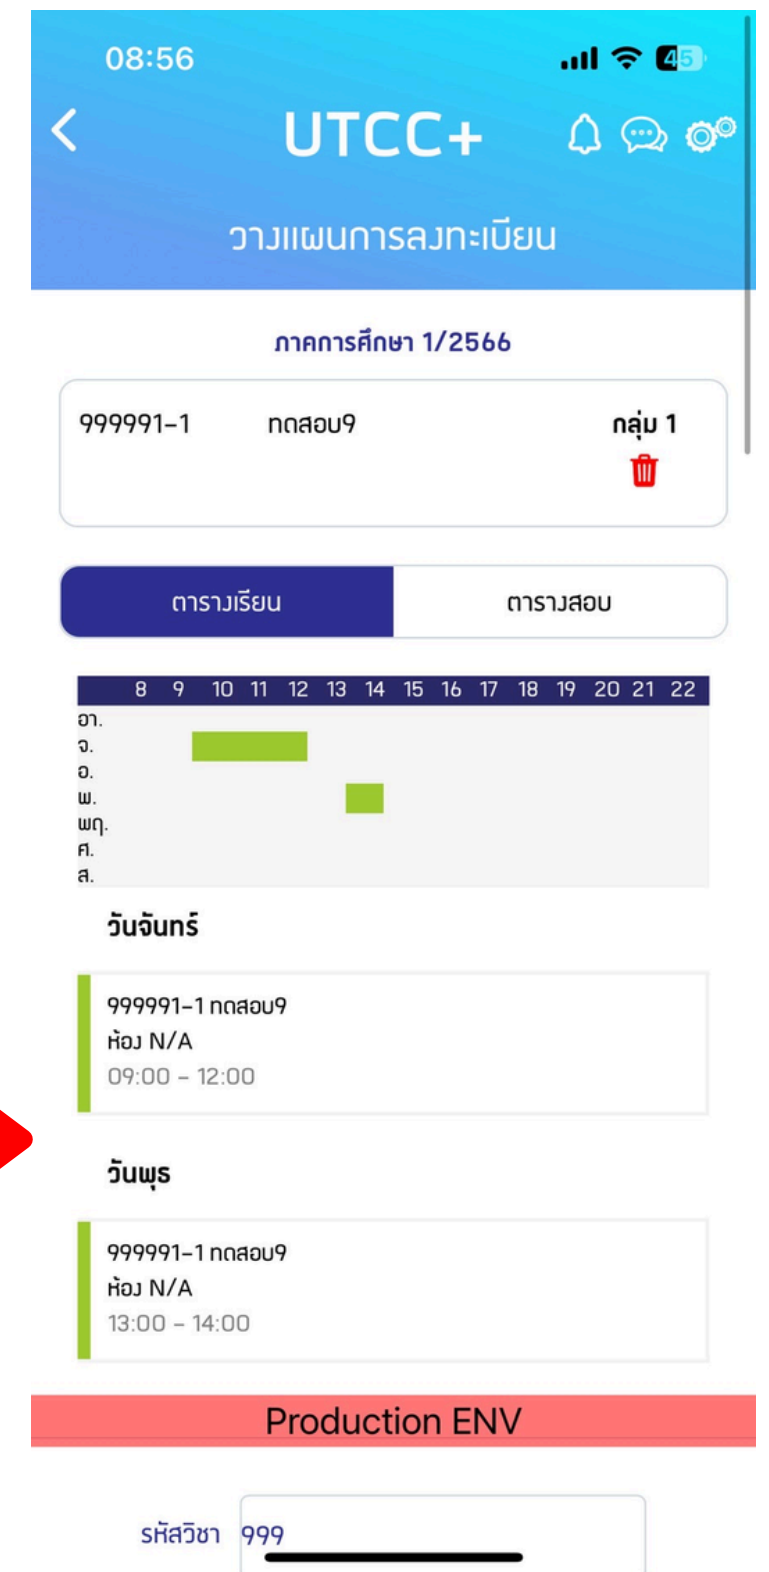 08:56 45
UTCC+
วางแผนการลงทะเบียน
ภาคการศึกษา 1/2566
999991-1 ทดสอบ9 กลุ่ม 1
ตารางเรียน ตารางสอบ
8 9 10 11 12 13 14 15 16 17 18 19 20 21 22
อา.
จ.
อ.
พ.
พฤ.
ศ.
ส.
วันจันทร์
999991-1 ทดสอบ9
ห้อง N/A
09:00 - 12:00
วันพุธ
999991-1 ทดสอบ9
ห้อง N/A
13:00 - 14:00
Production ENV
รหัสวิชา 999